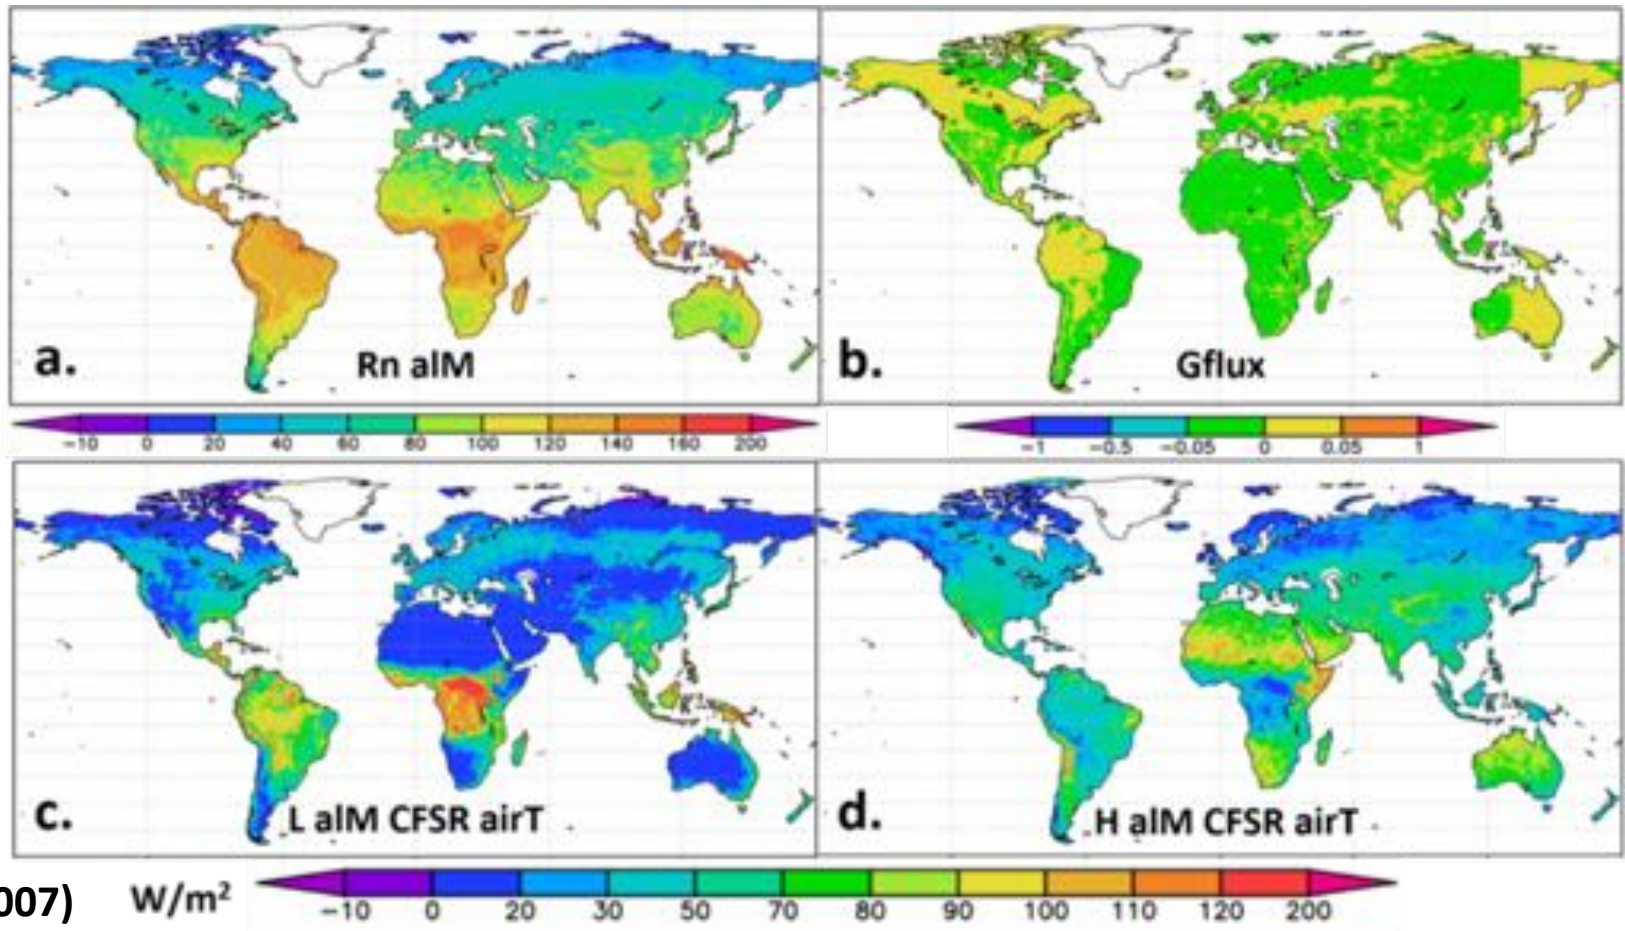 a.
Rn alM
b.
Gflux
-10 0 20 40 60 80 100 120 140 160 200
-1 -0.5 -0.05 0 0.05 1
c.
L alM CFSR airT
d.
H alM CFSR airT
007)
W/m²
-10 0 20 30 50 70 80 90 100 110 120 200